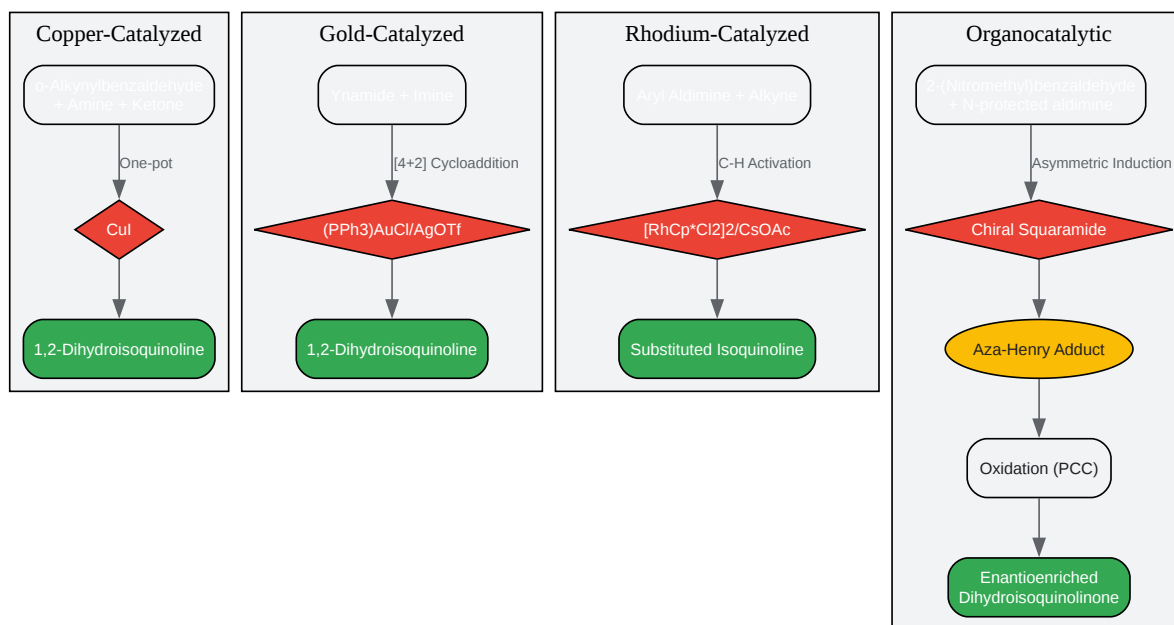 Copper-Catalyzed
o-Alkynylbenzaldehyde
+ Amine + Ketone
One-pot
CuI
1,2-Dihydroisoquinoline
Gold-Catalyzed
Ynamide + Imine
[4+2] Cycloaddition
(PPh3)AuCl/AgOTf
1,2-Dihydroisoquinoline
Rhodium-Catalyzed
Aryl Aldimine + Alkyne
C-H Activation
[RhCp*Cl2]2/CsOAc
Substituted Isoquinoline
Organocatalytic
2-(Nitromethyl)benzaldehyde
+ N-protected aldimine
Asymmetric Induction
Chiral Squaramide
Aza-Henry Adduct
Oxidation (PCC)
Enantioenriched
Dihydroisoquinolinone